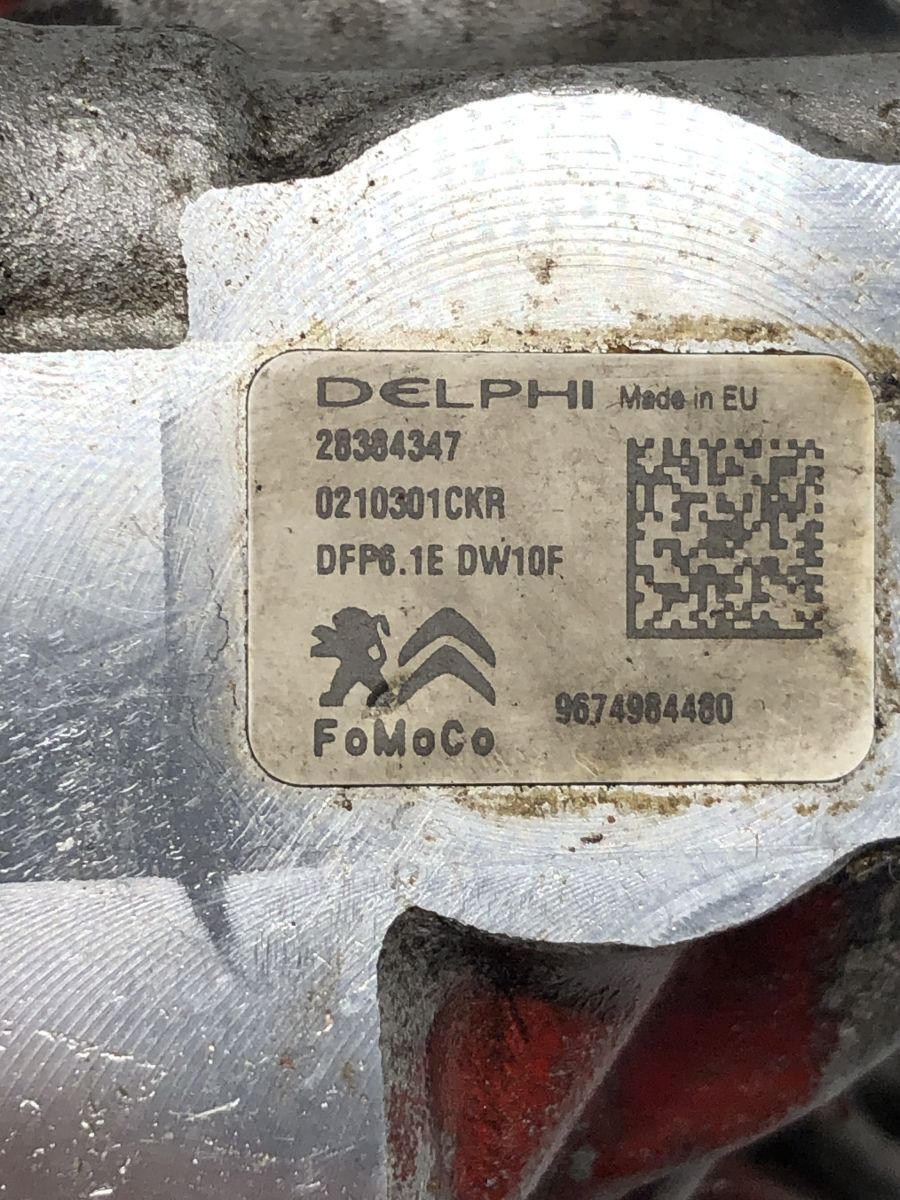 DELPHI Made in EU
28384347
0210301CKR
DFP6.1E DW10F
FoMoCo
9674984480